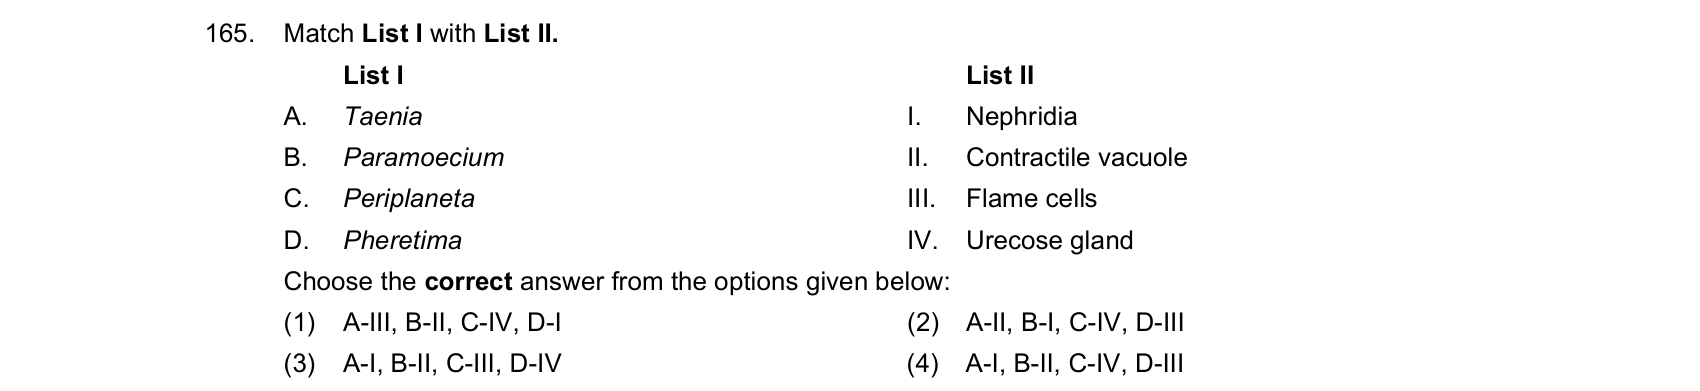 165. Match List I with List II.
List I List II
A. Taenia I. Nephridia
B. Paramoecium II. Contractile vacuole
C. Periplaneta III. Flame cells
D. Pheretima IV. Urecose gland
Choose the correct answer from the options given below:
(1) A-III, B-II, C-IV, D-I (2) A-II, B-I, C-IV, D-III
(3) A-I, B-II, C-III, D-IV (4) A-I, B-II, C-IV, D-III